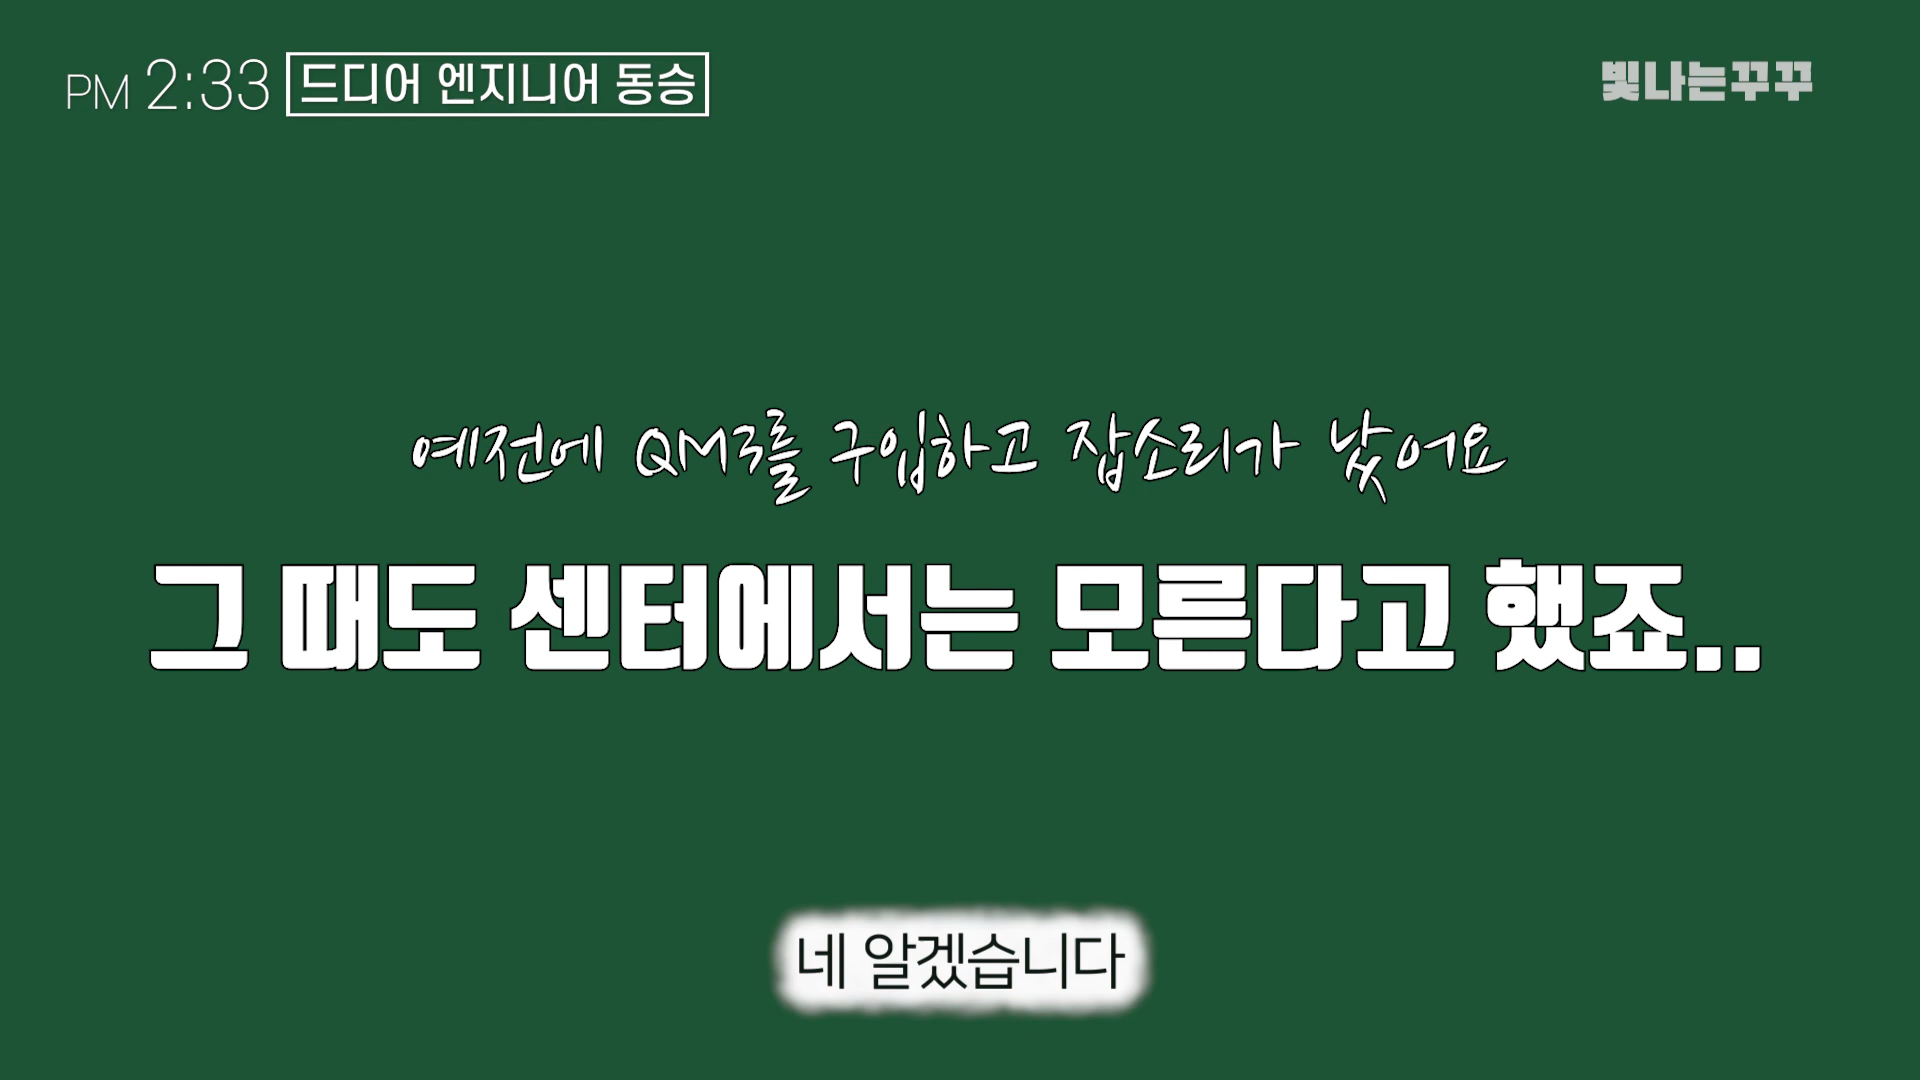 PM 2:33 드디어 엔지니어 동승
빛나는꾸꾸
예전에 QM3를 구입하고 잡소리가 났어요
그 때도 센터에서는 모른다고 했죠..
네 알겠습니다